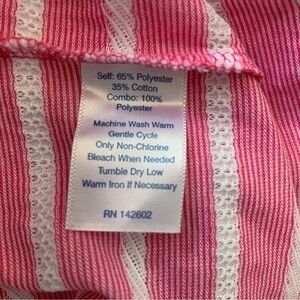 Self: 65% Polyester
35% Cotton
Combo: 100%
Polyester
Machine Wash Warm
Gentle Cycle
Only Non-Chlorine
Bleach When Needed
Tumble Dry Low
Warm Iron If Necessary
RN 142602